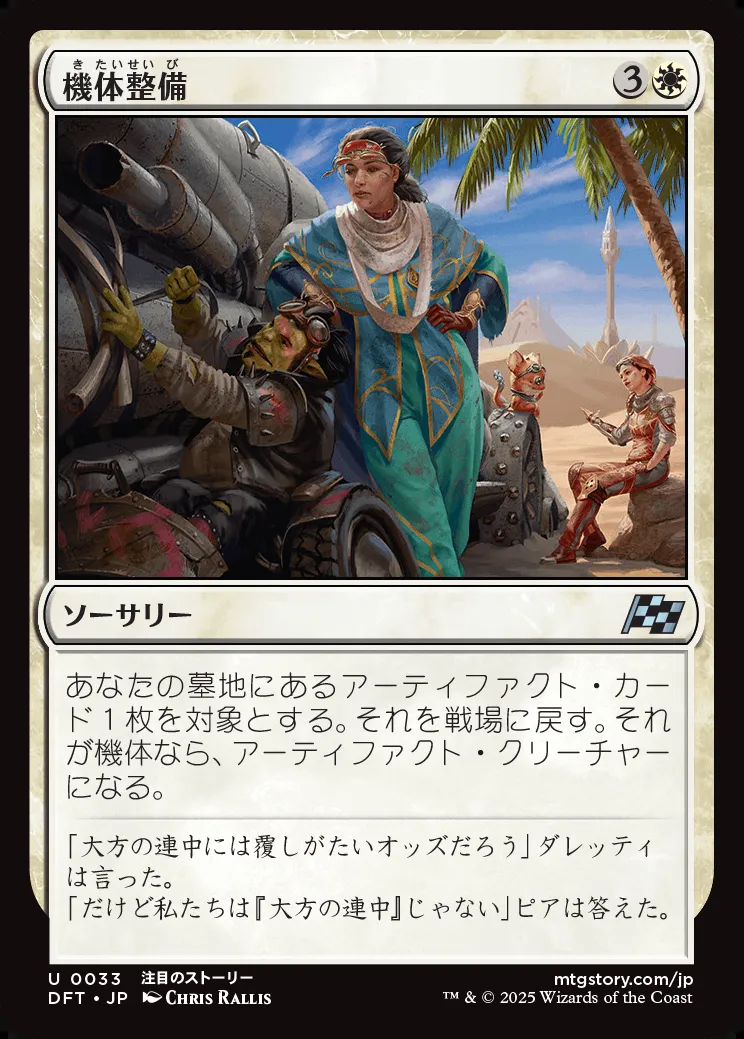 きたいせいび
機体整備
3
ソーサリー
あなたの墓地にあるアーティファクト・カー
ド１枚を対象とする。それを戦場に戻す。それ
が機体なら、アーティファクト・クリーチャー
になる。
「大方の連中には覆しがたいオッズだろう」ダレッティ
は言った。
「だけど私たちは『大方の連中』じゃない」ピアは答えた。
U 0033 注目のストーリー
DFT • JP CHRIS RALLIS
mtgstory.com/jp
™ & © 2025 Wizards of the Coast